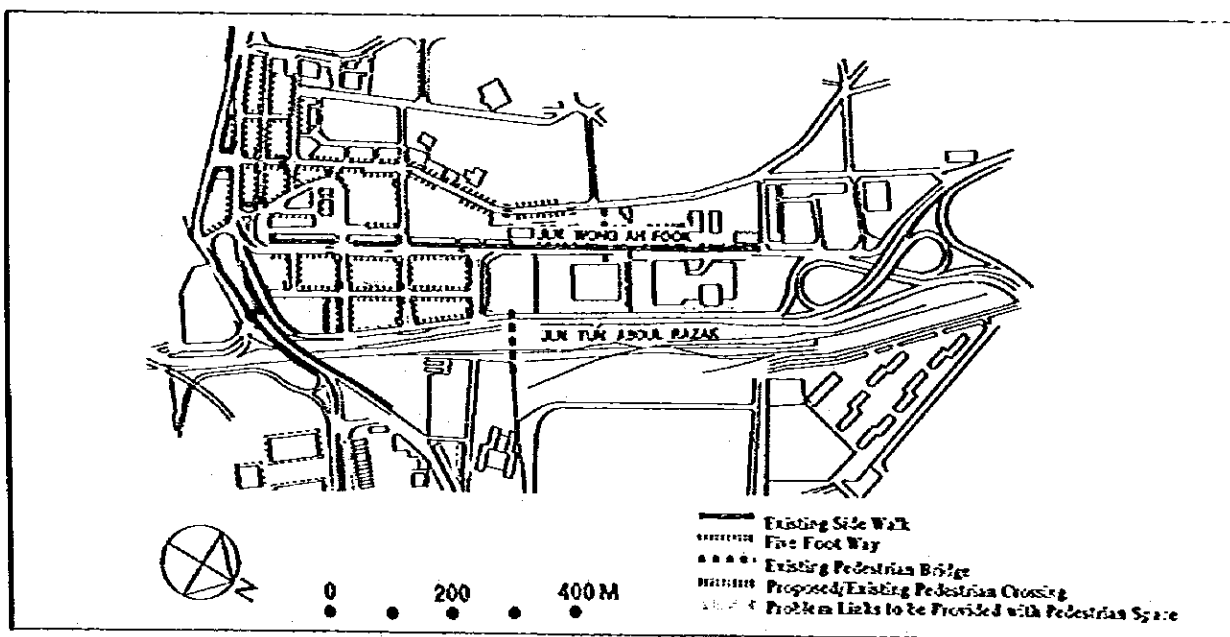 JLN WONG AH FOOK
JLN TUN ABDUL RAZAK
N
0 200 400 M
Existing Side Walk
Five Foot Way
Existing Pedestrian Bridge
Proposed/Existing Pedestrian Crossing
Problem Links to be Provided with Pedestrian Space